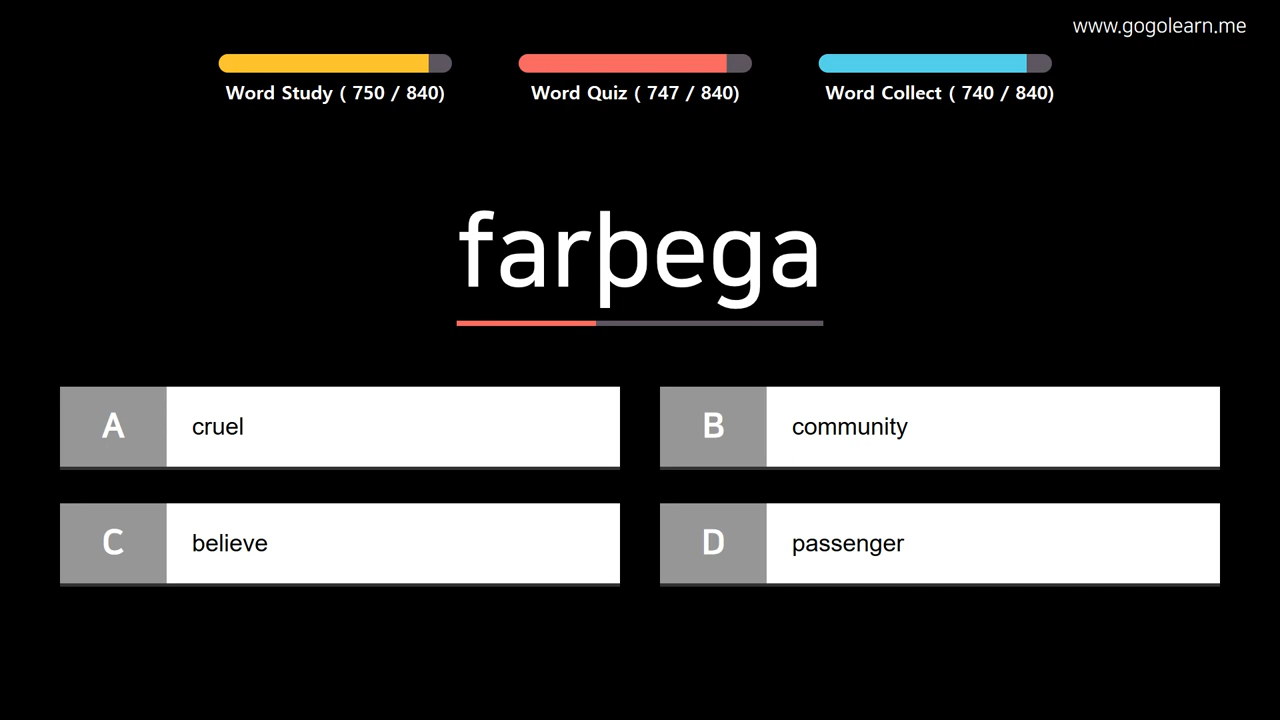 www.gogolearn.me
Word Study ( 750 / 840)
Word Quiz ( 747 / 840)
Word Collect ( 740 / 840)
farþega
A cruel
B community
C believe
D passenger